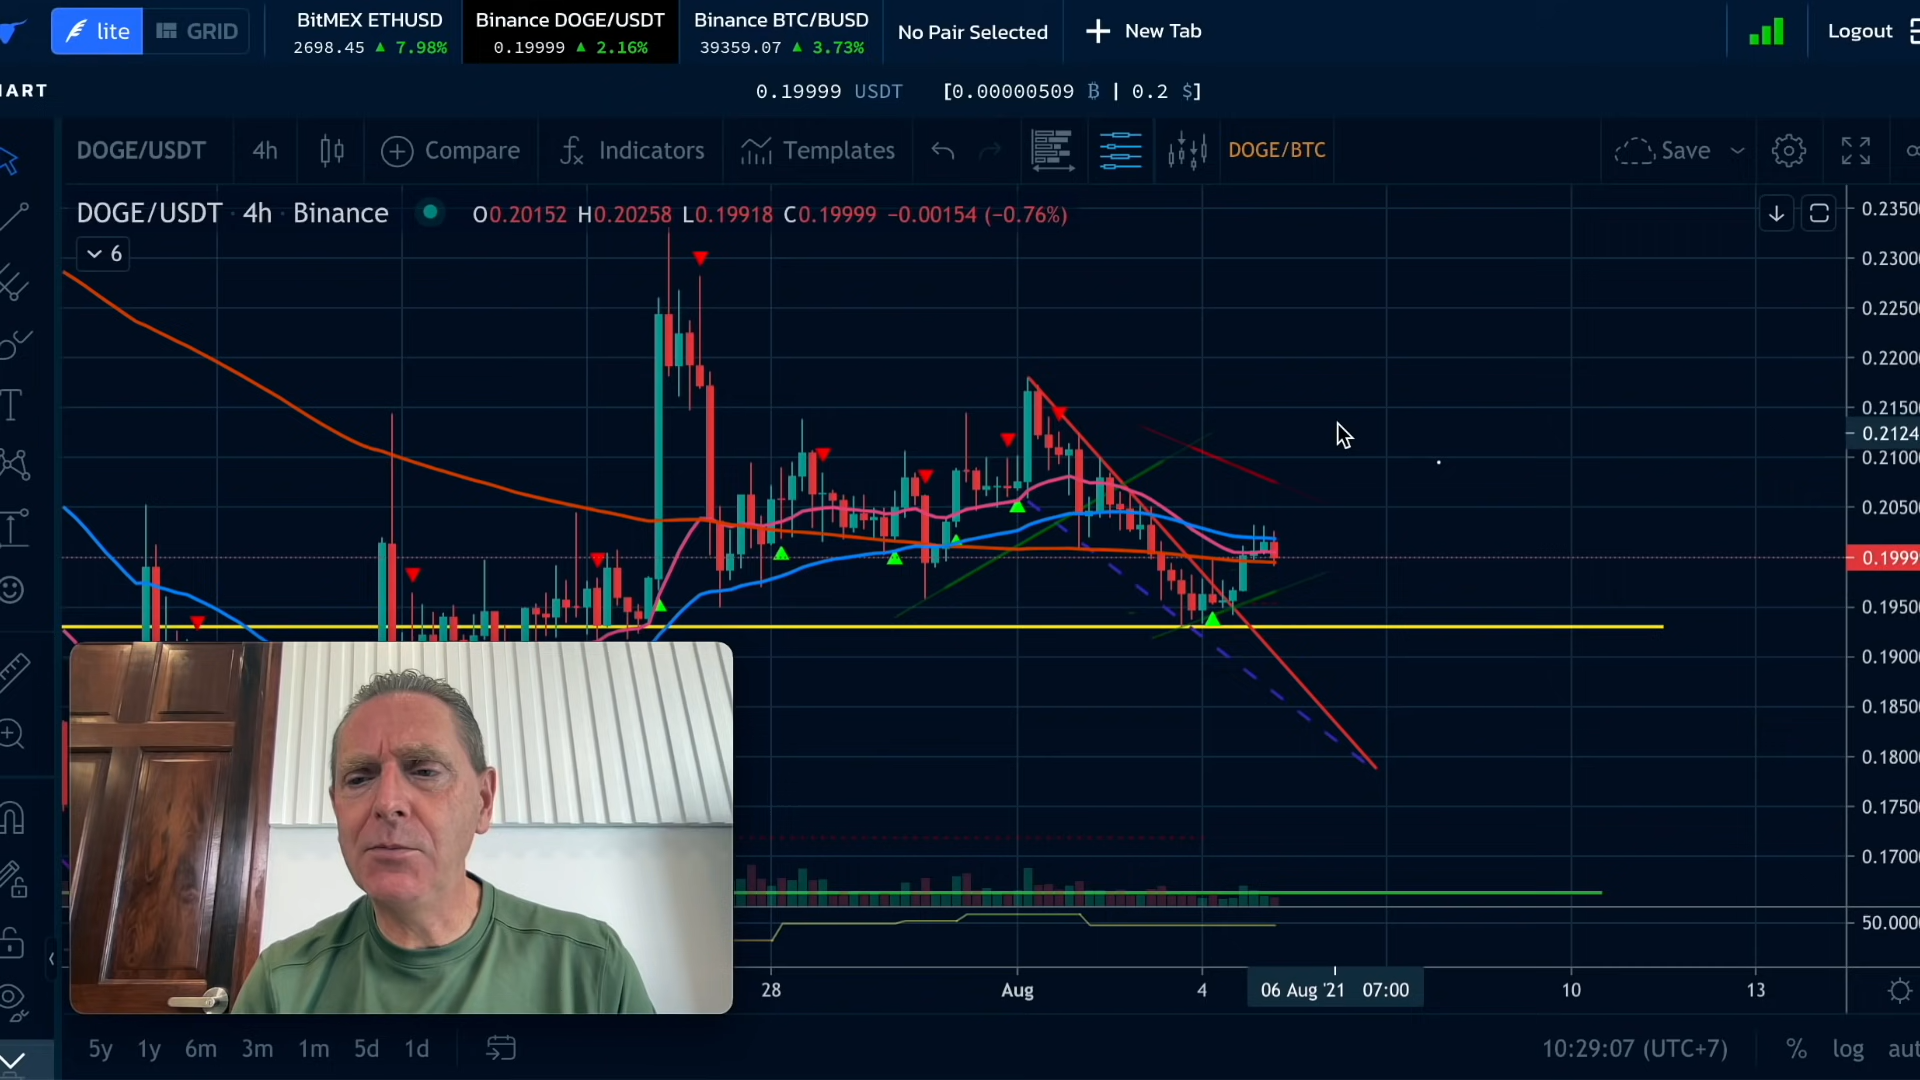 lite
GRID
BitMEX ETHUSD
2698.45 ▲ 7.98%
Binance DOGE/USDT
0.19999 ▲ 2.16%
Binance BTC/BUSD
39359.07 ▲ 3.73%
No Pair Selected
+ New Tab
Logout
HART
0.19999 USDT [0.00000509 ₿ | 0.2 $]
DOGE/USDT
4h
Compare
Indicators
Templates
DOGE/BTC
Save
DOGE/USDT · 4h · Binance
O0.20152 H0.20258 L0.19918 C0.19999 −0.00154 (−0.76%)
6
0.2350
0.2300
0.2250
0.2200
0.2150
0.2124
0.2100
0.2050
0.1999
0.1950
0.1900
0.1850
0.1800
0.1750
0.1700
50.000
28
Aug
4
06 Aug '21 07:00
10
13
5y 1y 6m 3m 1m 5d 1d
10:29:07 (UTC+7)
%
log
aut